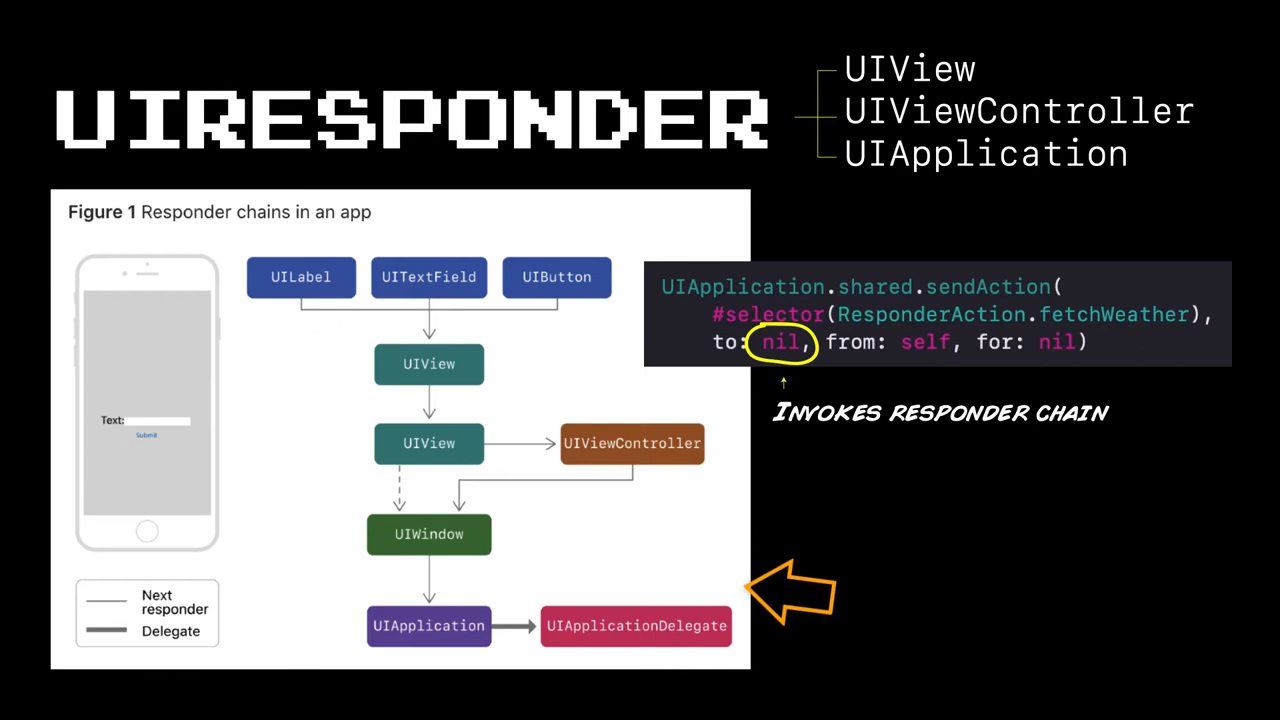 UIRESPONDER
UIView
UIViewController
UIApplication
Figure 1 Responder chains in an app
UILabel
UITextField
UIButton
UIView
UIView
UIViewController
UIWindow
UIApplication
UIApplicationDelegate
Text:
Submit
Next
responder
Delegate
UIApplication.shared.sendAction(
#selector(ResponderAction.fetchWeather),
to: nil, from: self, for: nil)
INVOKES RESPONDER CHAIN